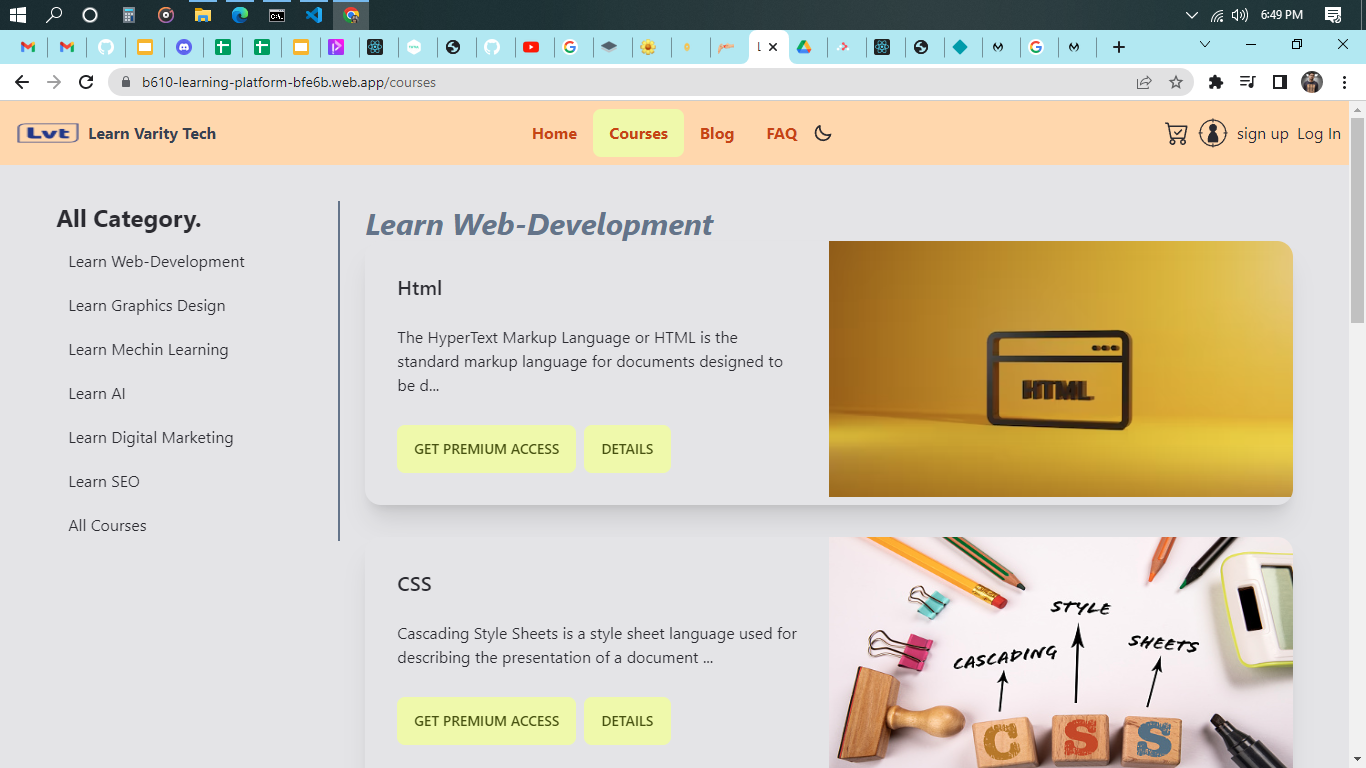 6:49 PM
L
b610-learning-platform-bfe6b.web.app/courses
Lvt Learn Varity Tech
Home Courses Blog FAQ
sign up Log In
All Category.
Learn Web-Development
Learn Graphics Design
Learn Mechin Learning
Learn AI
Learn Digital Marketing
Learn SEO
All Courses
Learn Web-Development
Html
The HyperText Markup Language or HTML is the
standard markup language for documents designed to
be d...
GET PREMIUM ACCESS DETAILS
HTML
CSS
Cascading Style Sheets is a style sheet language used for
describing the presentation of a document ...
GET PREMIUM ACCESS DETAILS
CASCADING STYLE SHEETS
C S S